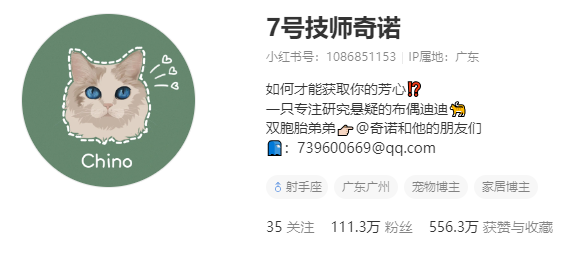 Chino
7号技师奇诺
小红书号：1086851153 IP属地：广东
如何才能获取你的芳心⁉️
一只专注研究悬疑的布偶迪迪🐈
双胞胎弟弟👉🏻@奇诺和他的朋友们
📘：739600669@qq.com
♂ 射手座 广东广州 宠物博主 家居博主
35 关注 111.3万 粉丝 556.3万 获赞与收藏